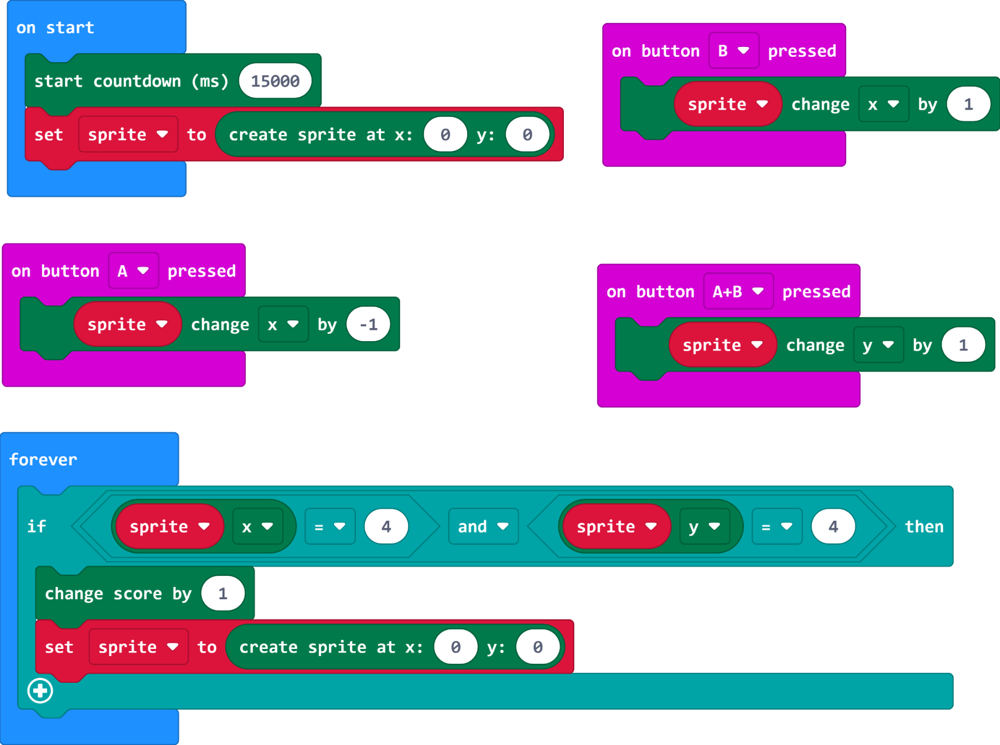 on start
start countdown (ms) 15000
set sprite to create sprite at x: 0 y: 0
on button B pressed
sprite change x by 1
on button A pressed
sprite change x by -1
on button A+B pressed
sprite change y by 1
forever
if sprite x = 4 and sprite y = 4 then
change score by 1
set sprite to create sprite at x: 0 y: 0